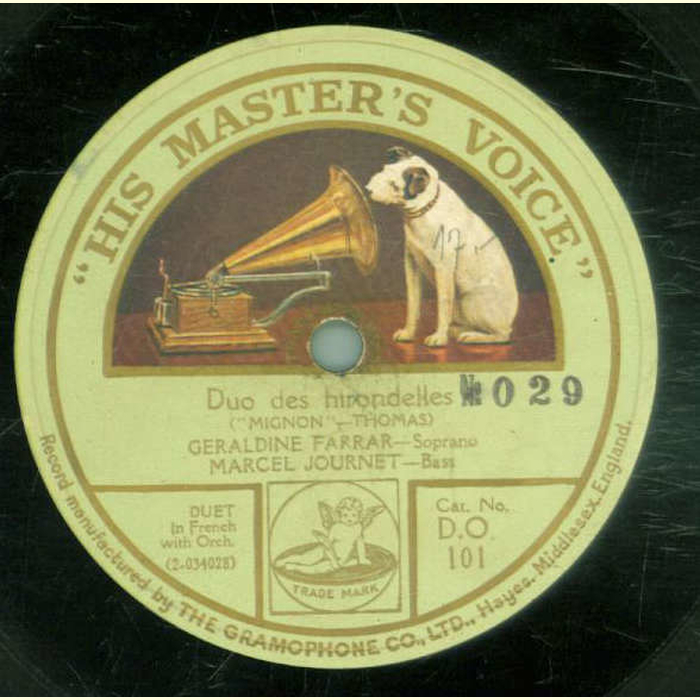 "HIS MASTER'S VOICE"
17.-
Duo des hirondelles № 029
("MIGNON"—THOMAS)
GERALDINE FARRAR—Soprano
MARCEL JOURNET—Bass
DUET
In French
with Orch.
(2-034028)
TRADE MARK
Cat. No.
D.O.
101
Record manufactured by THE GRAMOPHONE CO., LTD., Hayes, Middlesex, England.